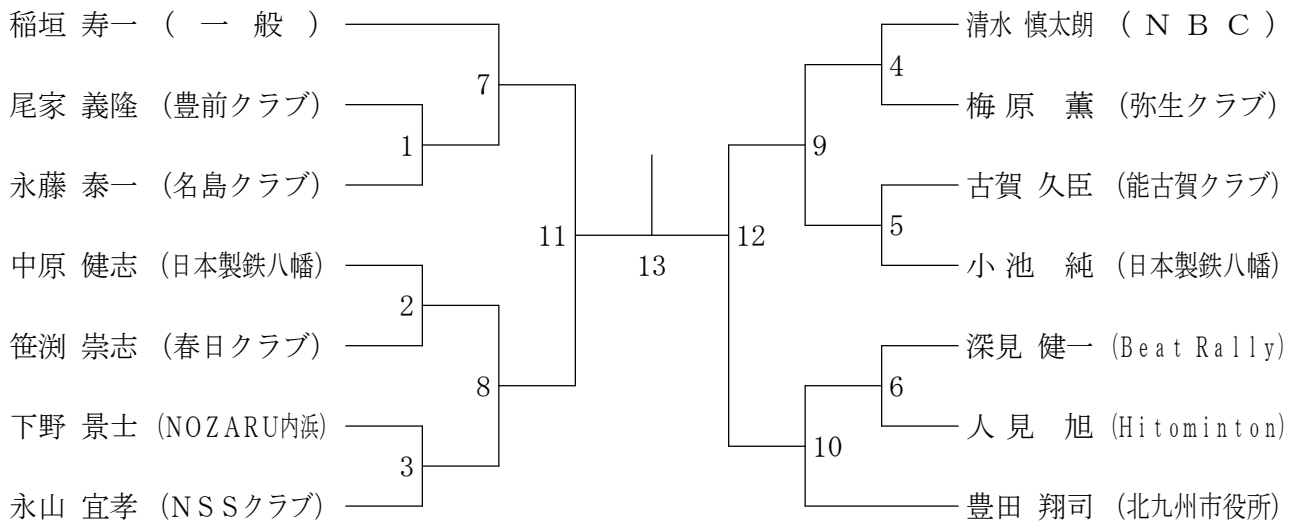 稲垣 寿一 ( 一 般 )
尾家 義隆 (豊前クラブ)
永藤 泰一 (名島クラブ)
中原 健志 (日本製鉄八幡)
笹渕 崇志 (春日クラブ)
下野 景士 (NOZARU内浜)
永山 宜孝 (NSSクラブ)
7
1
11
2
8
3
13
清水 慎太朗 (NBC)
梅原 薫 (弥生クラブ)
古賀 久臣 (能古賀クラブ)
小池 純 (日本製鉄八幡)
深見 健一 (Beat Rally)
人見 旭 (Hitominton)
豊田 翔司 (北九州市役所)
4
9
5
12
6
10